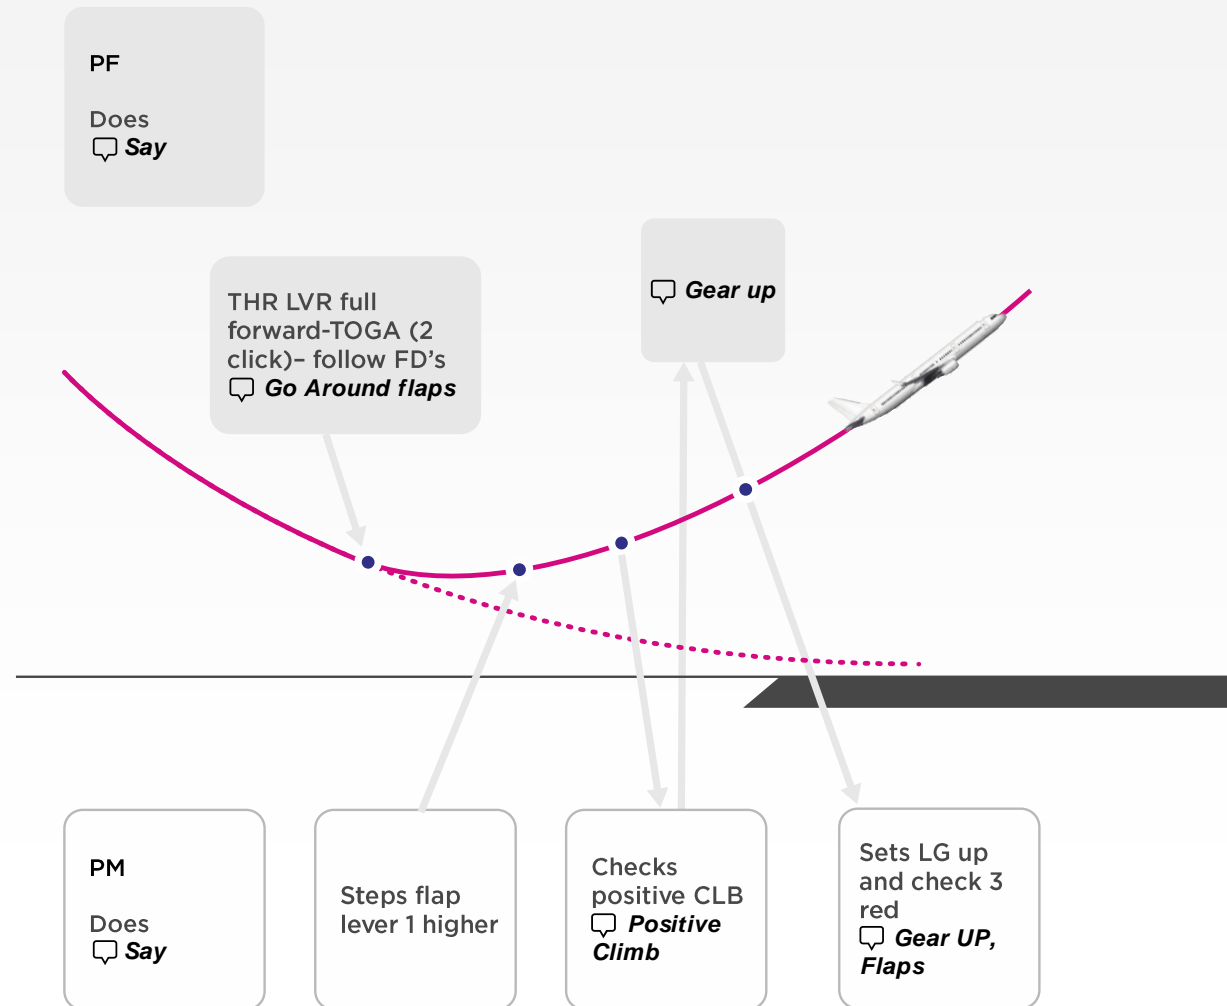 PF
Does
Say
THR LVR full
forward-TOGA (2
click)– follow FD’s
Go Around flaps
Gear up
PM
Does
Say
Steps flap
lever 1 higher
Checks
positive CLB
Positive
Climb
Sets LG up
and check 3
red
Gear UP,
Flaps